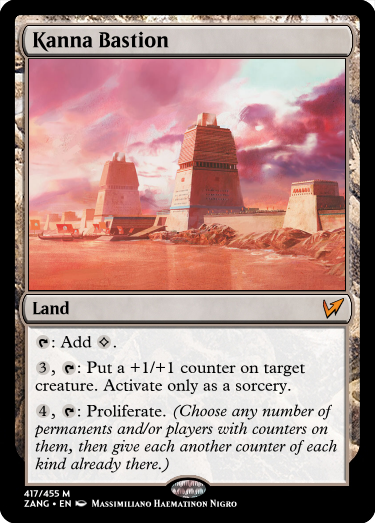 Kanna Bastion
Land
: Add .
3, : Put a +1/+1 counter on target
creature. Activate only as a sorcery.
4, : Proliferate. (Choose any number of
permanents and/or players with counters on
them, then give each another counter of each
kind already there.)
417/455 M
ZANG • EN Massimiliano Haematinon Nigro